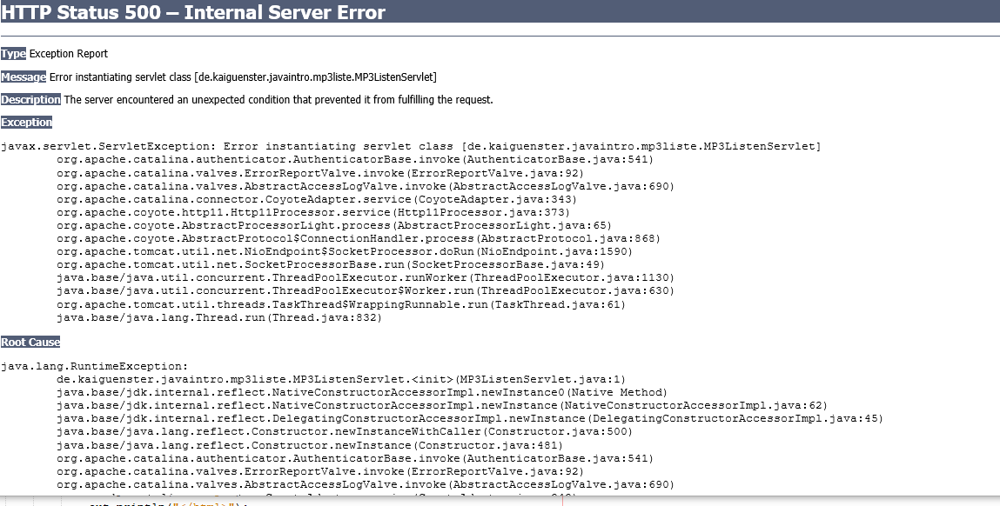 HTTP Status 500 – Internal Server Error
Type Exception Report
Message Error instantiating servlet class [de.kaiguenster.javaintro.mp3liste.MP3ListenServlet]
Description The server encountered an unexpected condition that prevented it from fulfilling the request.
Exception
javax.servlet.ServletException: Error instantiating servlet class [de.kaiguenster.javaintro.mp3liste.MP3ListenServlet]
org.apache.catalina.authenticator.AuthenticatorBase.invoke(AuthenticatorBase.java:541)
org.apache.catalina.valves.ErrorReportValve.invoke(ErrorReportValve.java:92)
org.apache.catalina.valves.AbstractAccessLogValve.invoke(AbstractAccessLogValve.java:690)
org.apache.catalina.connector.CoyoteAdapter.service(CoyoteAdapter.java:343)
org.apache.coyote.http11.Http11Processor.service(Http11Processor.java:373)
org.apache.coyote.AbstractProcessorLight.process(AbstractProcessorLight.java:65)
org.apache.coyote.AbstractProtocol$ConnectionHandler.process(AbstractProtocol.java:868)
org.apache.tomcat.util.net.NioEndpoint$SocketProcessor.doRun(NioEndpoint.java:1590)
org.apache.tomcat.util.net.SocketProcessorBase.run(SocketProcessorBase.java:49)
java.base/java.util.concurrent.ThreadPoolExecutor.runWorker(ThreadPoolExecutor.java:1130)
java.base/java.util.concurrent.ThreadPoolExecutor$Worker.run(ThreadPoolExecutor.java:630)
org.apache.tomcat.util.threads.TaskThread$WrappingRunnable.run(TaskThread.java:61)
java.base/java.lang.Thread.run(Thread.java:832)
Root Cause
java.lang.RuntimeException:
de.kaiguenster.javaintro.mp3liste.MP3ListenServlet.<init>(MP3ListenServlet.java:1)
java.base/jdk.internal.reflect.NativeConstructorAccessorImpl.newInstance0(Native Method)
java.base/jdk.internal.reflect.NativeConstructorAccessorImpl.newInstance(NativeConstructorAccessorImpl.java:62)
java.base/jdk.internal.reflect.DelegatingConstructorAccessorImpl.newInstance(DelegatingConstructorAccessorImpl.java:45)
java.base/java.lang.reflect.Constructor.newInstanceWithCaller(Constructor.java:500)
java.base/java.lang.reflect.Constructor.newInstance(Constructor.java:481)
org.apache.catalina.authenticator.AuthenticatorBase.invoke(AuthenticatorBase.java:541)
org.apache.catalina.valves.ErrorReportValve.invoke(ErrorReportValve.java:92)
org.apache.catalina.valves.AbstractAccessLogValve.invoke(AbstractAccessLogValve.java:690)